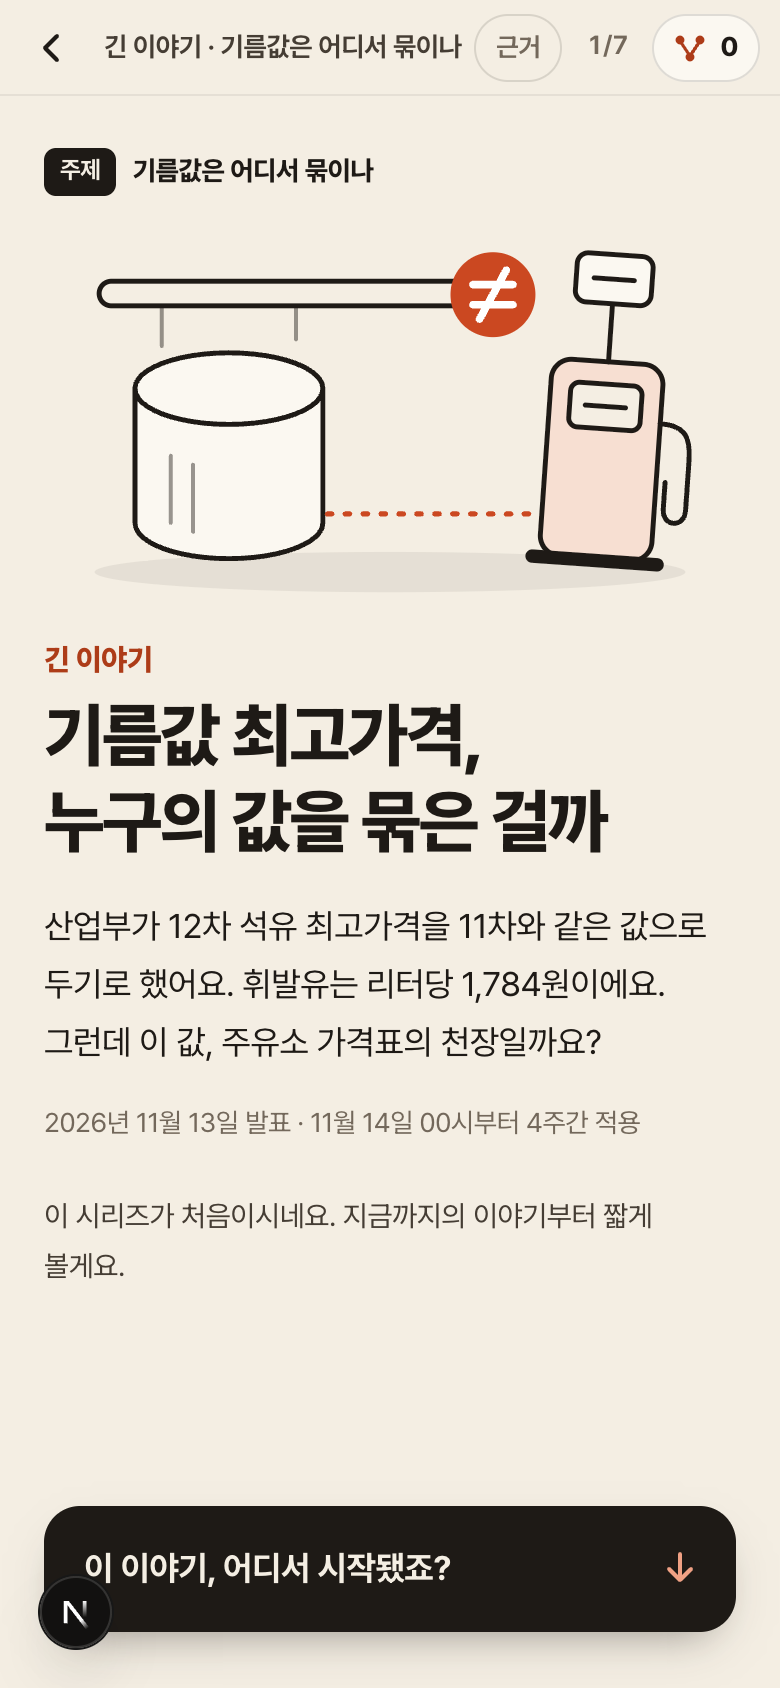 긴 이야기 · 기름값은 어디서 묶이나
근거
1/7
0
주제
기름값은 어디서 묶이나
≠
긴 이야기
기름값 최고가격,
누구의 값을 묶은 걸까
산업부가 12차 석유 최고가격을 11차와 같은 값으로
두기로 했어요. 휘발유는 리터당 1,784원이에요.
그런데 이 값, 주유소 가격표의 천장일까요?
2026년 11월 13일 발표 · 11월 14일 00시부터 4주간 적용
이 시리즈가 처음이시네요. 지금까지의 이야기부터 짧게
볼게요.
이 이야기, 어디서 시작됐죠?
N